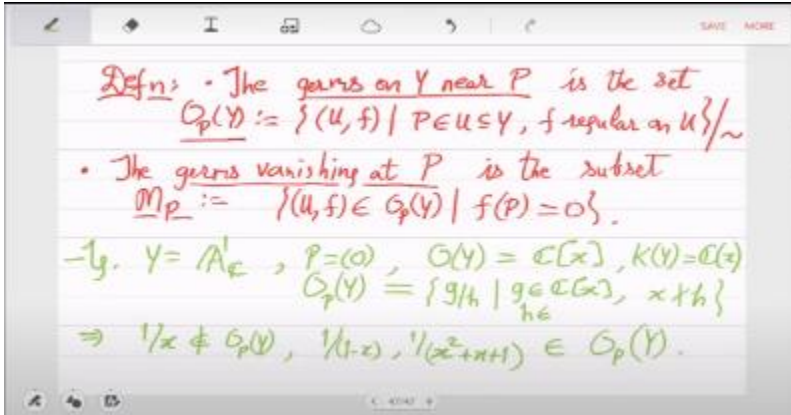 SAVE MORE
Defn: · The germs on Y near P is the set
O_P(Y) := {(U, f) | P ∈ U ⊆ Y, f regular on U}/~
· The germs vanishing at P is the subset
M_P := {(U, f) ∈ O_P(Y) | f(P) = 0}.
Y = A¹_ℂ, P = (0), O(Y) = ℂ[x], K(Y) = ℂ(x)
O_P(Y) = {g/h | g ∈ ℂ[x], x ∤ h}
h ∈
⇒ 1/x ∉ O_P(Y), 1/(1-x), 1/(x²+x+1) ∈ O_P(Y).